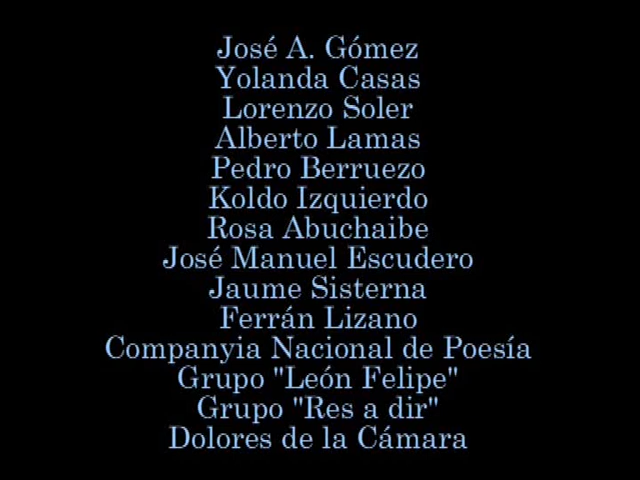 José A. Gómez
Yolanda Casas
Lorenzo Soler
Alberto Lamas
Pedro Berruezo
Koldo Izquierdo
Rosa Abuchaibe
José Manuel Escudero
Jaume Sisterna
Ferrán Lizano
Companyia Nacional de Poesía
Grupo "León Felipe"
Grupo "Res a dir"
Dolores de la Cámara